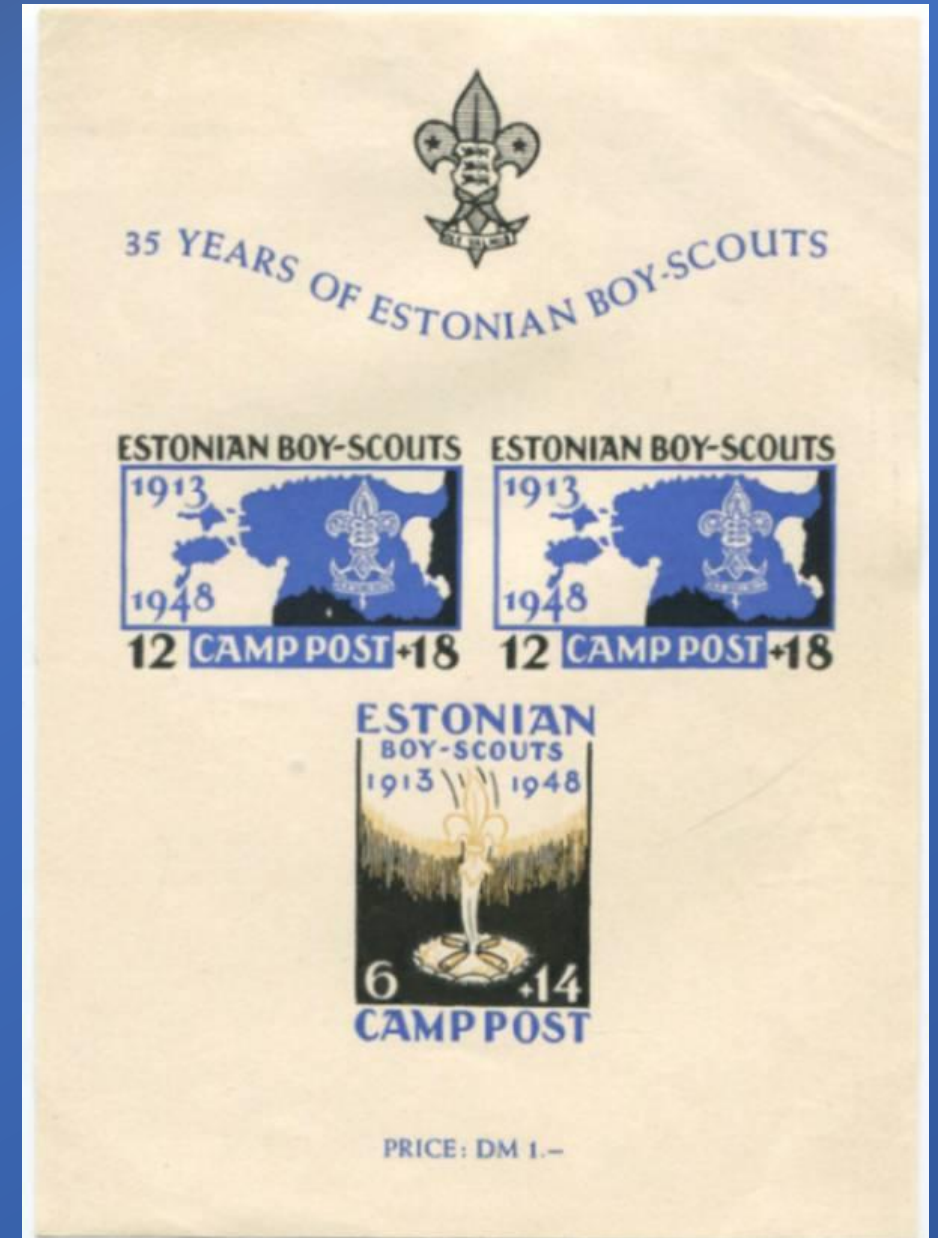 35 YEARS OF ESTONIAN BOY-SCOUTS
ESTONIAN BOY-SCOUTS
1913
1948
12 CAMP POST +18
ESTONIAN BOY-SCOUTS
1913
1948
12 CAMP POST +18
ESTONIAN
BOY-SCOUTS
1913 1948
6 +14
CAMP POST
PRICE: DM 1.–